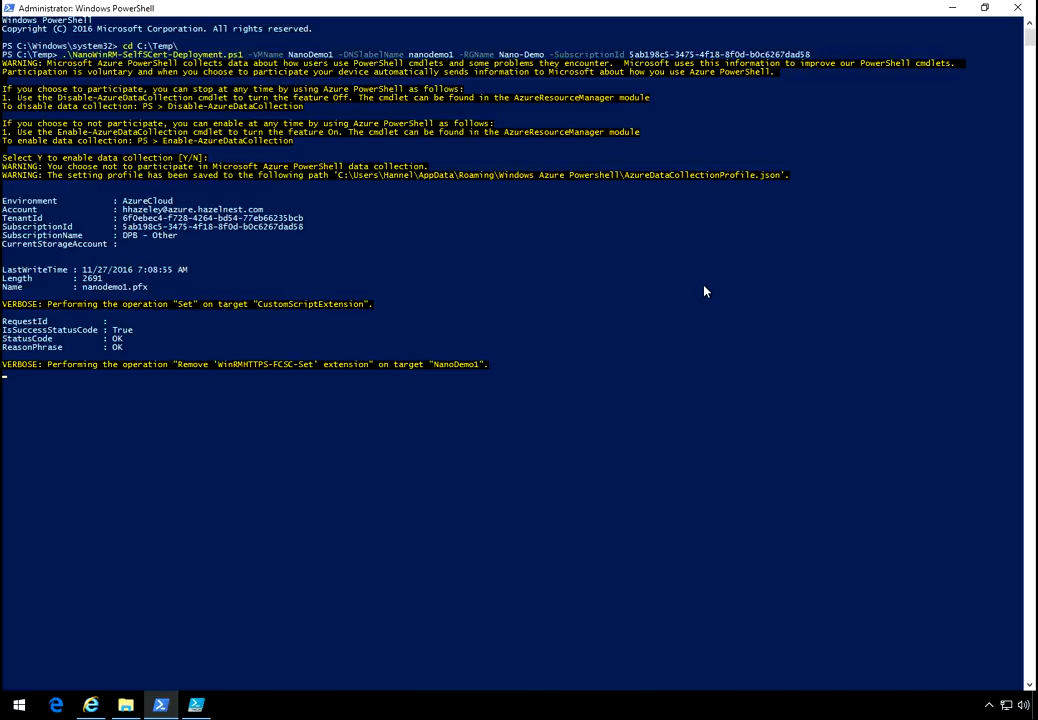 Administrator: Windows PowerShell
Windows PowerShell
Copyright (C) 2016 Microsoft Corporation. All rights reserved.
PS C:\Windows\system32> cd C:\Temp\
PS C:\Temp> .\NanoWinRM-SelfSCert-Deployment.ps1 -VMName NanoDemo1 -DNSlabelName nanodemo1 -RGName Nano-Demo -SubscriptionId 5ab198c5-3475-4f18-8f0d-b0c6267dad58
WARNING: Microsoft Azure PowerShell collects data about how users use PowerShell cmdlets and some problems they encounter.  Microsoft uses this information to improve our PowerShell cmdlets.
Participation is voluntary and when you choose to participate your device automatically sends information to Microsoft about how you use Azure PowerShell.
If you choose to participate, you can stop at any time by using Azure PowerShell as follows:
1. Use the Disable-AzureDataCollection cmdlet to turn the feature Off. The cmdlet can be found in the AzureResourceManager module
To disable data collection: PS > Disable-AzureDataCollection
If you choose to not participate, you can enable at any time by using Azure PowerShell as follows:
1. Use the Enable-AzureDataCollection cmdlet to turn the feature On. The cmdlet can be found in the AzureResourceManager module
To enable data collection: PS > Enable-AzureDataCollection
Select Y to enable data collection [Y/N]:
WARNING: You choose not to participate in Microsoft Azure PowerShell data collection.
WARNING: The setting profile has been saved to the following path 'C:\Users\Hannel\AppData\Roaming\Windows Azure Powershell\AzureDataCollectionProfile.json'.
Environment : AzureCloud
Account : hhazeley@azure.hazelnest.com
TenantId : 6f0ebec4-f728-4264-bd54-77eb66235bcb
SubscriptionId : 5ab198c5-3475-4f18-8f0d-b0c6267dad58
SubscriptionName : DPB - Other
CurrentStorageAccount :
LastWriteTime : 11/27/2016 7:08:55 AM
Length : 2691
Name : nanodemo1.pfx
VERBOSE: Performing the operation "Set" on target "CustomScriptExtension".
RequestId :
IsSuccessStatusCode : True
StatusCode : OK
ReasonPhrase : OK
VERBOSE: Performing the operation "Remove 'WinRMHTTPS-FCSC-Set' extension" on target "NanoDemo1".